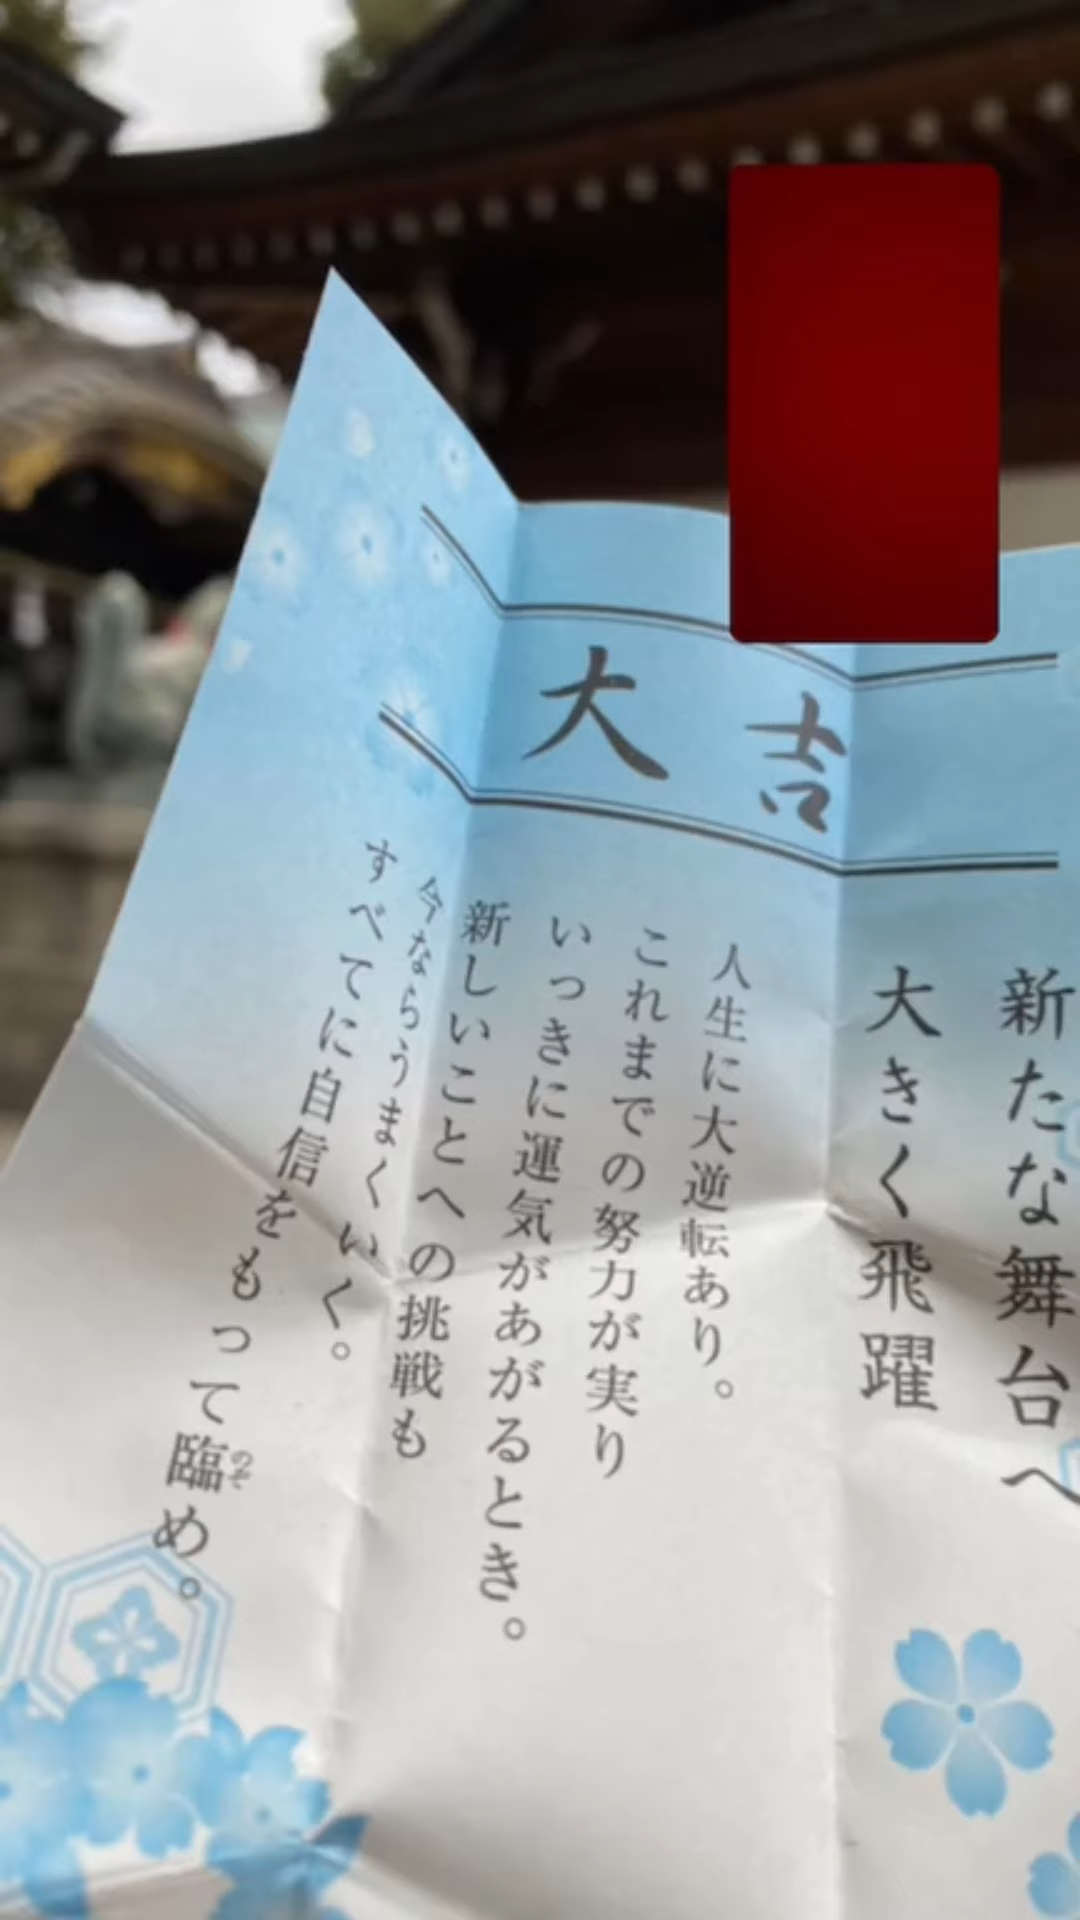 大吉
新たな舞台へ
大きく飛躍
人生に大逆転あり。
これまでの努力が実り
いっきに運気があがるとき。
新しいことへの挑戦も
今ならうまくいく。
すべてに自信をもって臨め。
のぞ